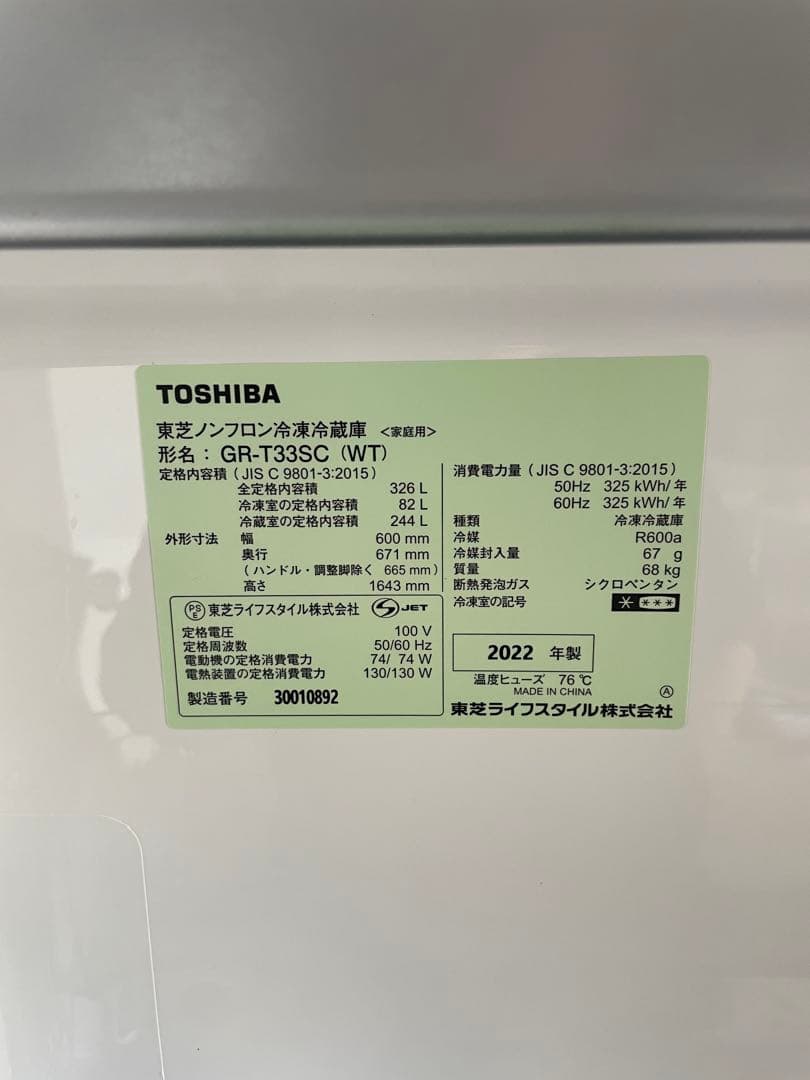 TOSHIBA
東芝ノンフロン冷凍冷蔵庫 <家庭用>
形名: GR-T33SC (WT)
定格内容積 (JIS C 9801-3:2015)
全定格内容積 326 L
冷凍室の定格内容積 82 L
冷蔵室の定格内容積 244 L
外形寸法 幅 600 mm
奥行 671 mm
(ハンドル・調整脚除く 665 mm)
高さ 1643 mm
PSE 東芝ライフスタイル株式会社 S JET
定格電圧 100 V
定格周波数 50/60 Hz
電動機の定格消費電力 74/ 74 W
電熱装置の定格消費電力 130/130 W
製造番号 30010892
消費電力量 (JIS C 9801-3:2015)
50Hz 325 kWh/年
60Hz 325 kWh/年
種類 冷凍冷蔵庫
冷媒 R600a
冷媒封入量 67 g
質量 68 kg
断熱発泡ガス シクロペンタン
冷凍室の記号 * ***
2022 年製
温度ヒューズ 76℃
MADE IN CHINA Ⓐ
東芝ライフスタイル株式会社